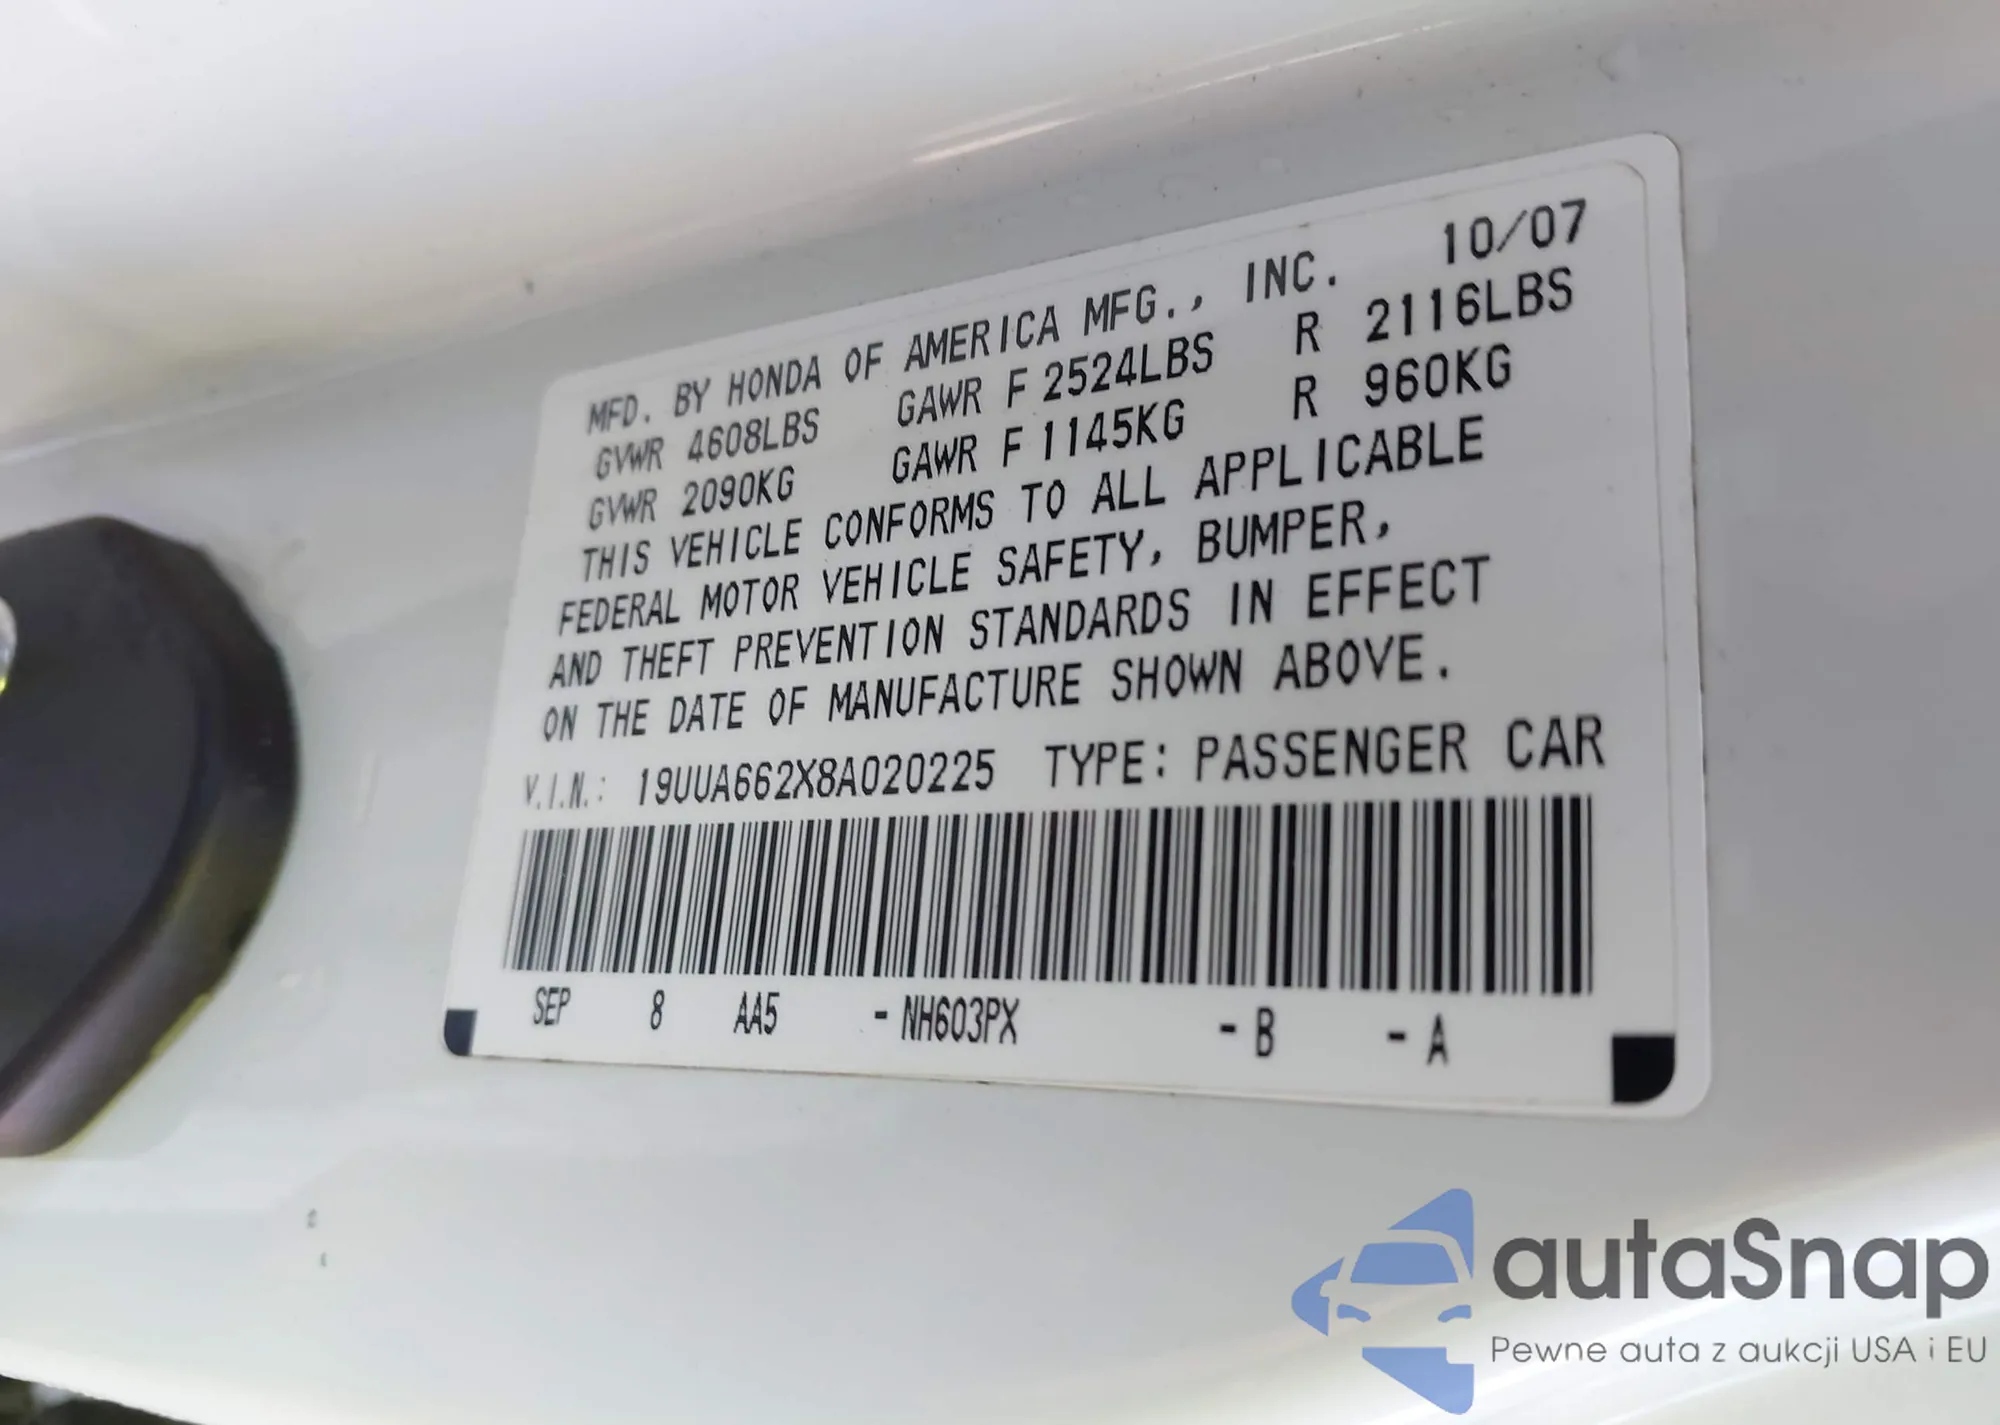 MFD. BY HONDA OF AMERICA MFG., INC. 10/07
GVWR 4608LBS GAWR F 2524LBS R 2116LBS
GVWR 2090KG GAWR F 1145KG R 960KG
THIS VEHICLE CONFORMS TO ALL APPLICABLE
FEDERAL MOTOR VEHICLE SAFETY, BUMPER,
AND THEFT PREVENTION STANDARDS IN EFFECT
ON THE DATE OF MANUFACTURE SHOWN ABOVE.
V.I.N.: 19UUA662X8A020225 TYPE: PASSENGER CAR
SEP 8 AA5 -NH603PX -B -A
autaSnap
Pewne auta z aukcji USA i EU